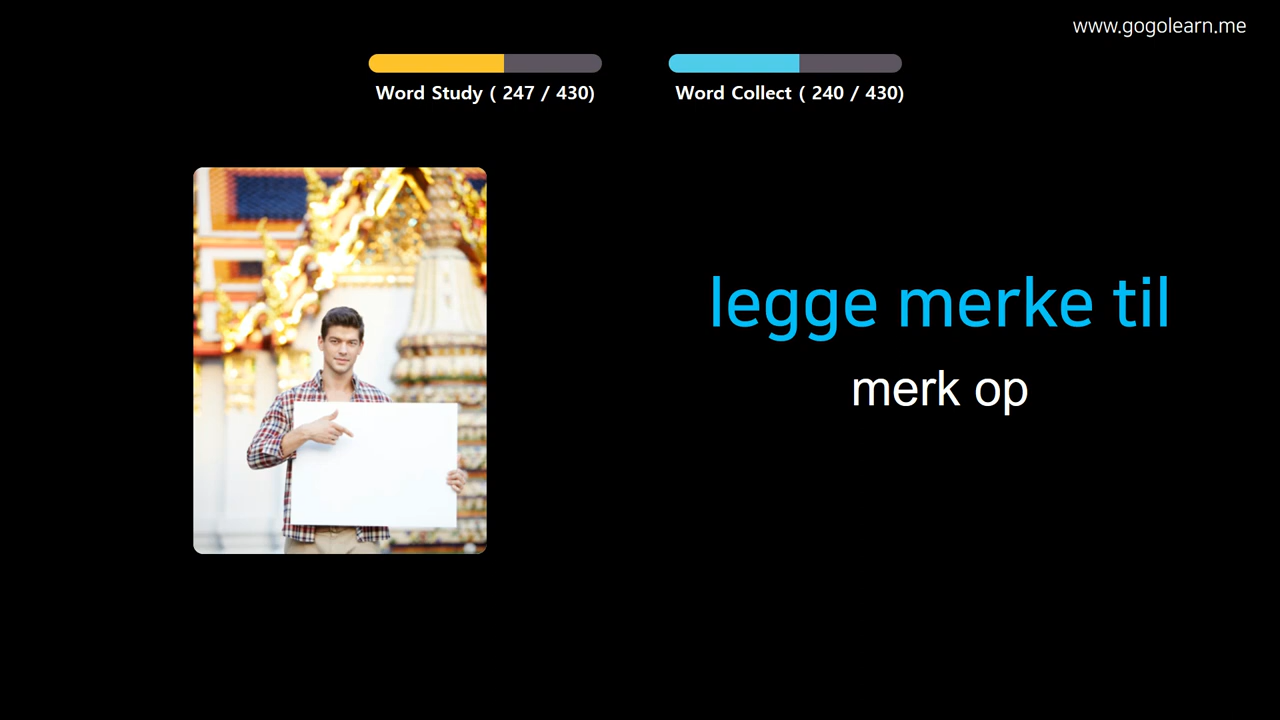 www.gogolearn.me
Word Study ( 247 / 430)
Word Collect ( 240 / 430)
legge merke til
merk op